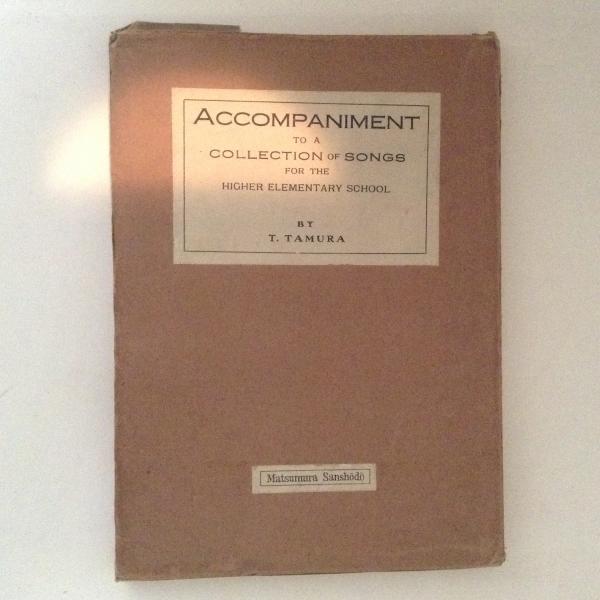 ACCOMPANIMENT
TO A
COLLECTION OF SONGS
FOR THE
HIGHER ELEMENTARY SCHOOL
BY
T. TAMURA
Matsumura Sanshōdō